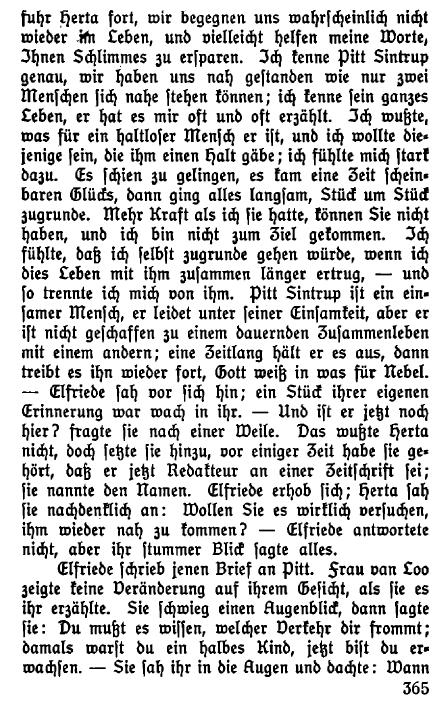 fuhr Herta fort, wir begegnen uns wahrscheinlich nicht
wieder im Leben, und vielleicht helfen meine Worte,
Ihnen Schlimmes zu ersparen. Ich kenne Pitt Sintrup
genau, wir haben uns nah gestanden wie nur zwei
Menschen sich nahe stehen können; ich kenne sein ganzes
Leben, er hat es mir oft und oft erzählt. Ich wußte,
was für ein haltloser Mensch er ist, und ich wollte die-
jenige sein, die ihm einen Halt gäbe; ich fühlte mich stark
dazu. Es schien zu gelingen, es kam eine Zeit schein-
baren Glücks, dann ging alles langsam, Stück um Stück
zugrunde. Mehr Kraft als ich sie hatte, können Sie nicht
haben, und ich bin nicht zum Ziel gekommen. Ich
fühlte, daß ich selbst zugrunde gehen würde, wenn ich
dies Leben mit ihm zusammen länger ertrug, — und
so trennte ich mich von ihm. Pitt Sintrup ist ein ein-
samer Mensch, er leidet unter seiner Einsamkeit, aber er
ist nicht geschaffen zu einem dauernden Zusammenleben
mit einem andern; eine Zeitlang hält er es aus, dann
treibt es ihn wieder fort, Gott weiß in was für Nebel.
— Elfriede sah vor sich hin; ein Stück ihrer eigenen
Erinnerung war wach in ihr. — Und ist er jetzt noch
hier? fragte sie nach einer Weile. Das wußte Herta
nicht, doch setzte sie hinzu, vor einiger Zeit habe sie ge-
hört, daß er jetzt Redakteur an einer Zeitschrift sei;
sie nannte den Namen. Elfriede erhob sich; Herta sah
sie nachdenklich an: Wollen Sie es wirklich versuchen,
ihm wieder nah zu kommen? — Elfriede antwortete
nicht, aber ihr stummer Blick sagte alles.
Elfriede schrieb jenen Brief an Pitt. Frau van Loo
zeigte keine Veränderung auf ihrem Gesicht, als sie es
ihr erzählte. Sie schwieg einen Augenblick, dann sagte
sie: Du mußt es wissen, welcher Verkehr dir frommt;
damals warst du ein halbes Kind, jetzt bist du er-
wachsen. — Sie sah ihr in die Augen und dachte: Wann
365